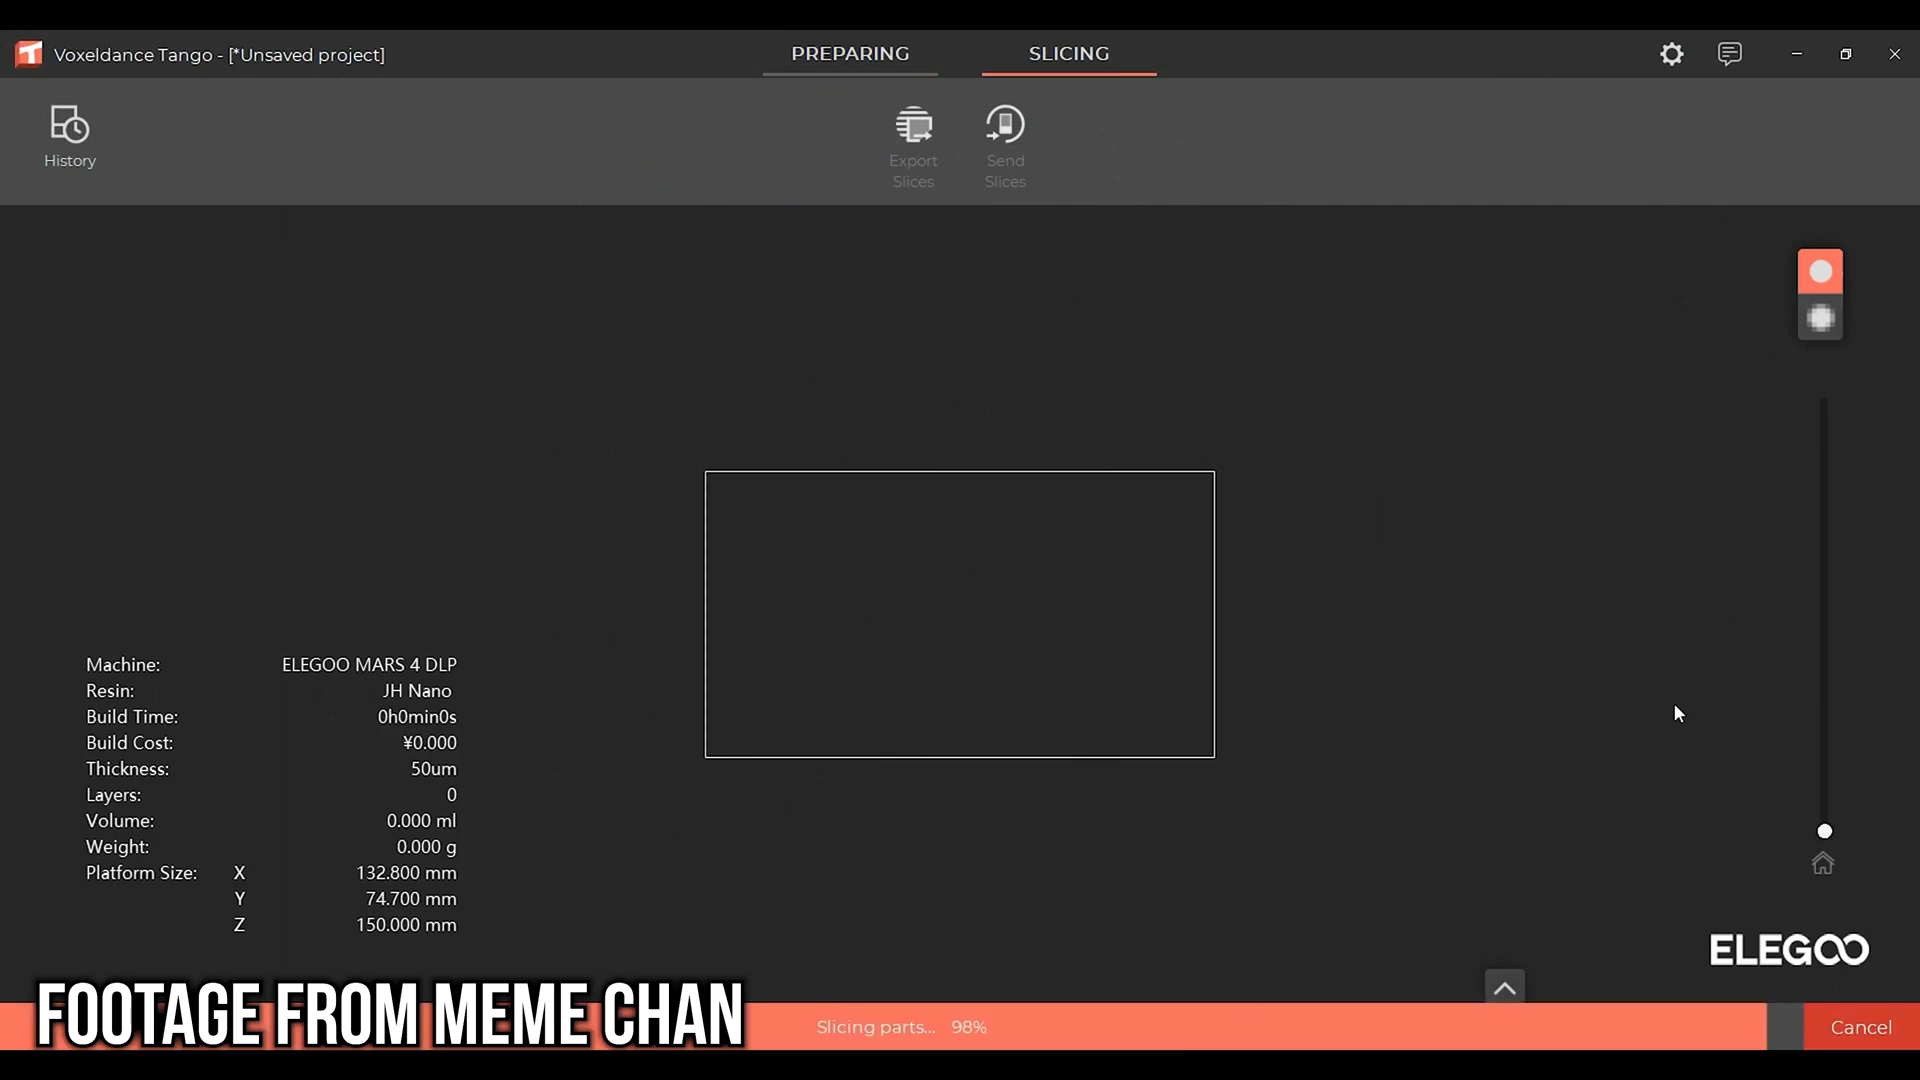 Voxeldance Tango - [*Unsaved project]
PREPARING
SLICING
History
Export
Slices
Send
Slices
Machine: ELEGOO MARS 4 DLP
Resin: JH Nano
Build Time: 0h0min0s
Build Cost: ¥0.000
Thickness: 50um
Layers: 0
Volume: 0.000 ml
Weight: 0.000 g
Platform Size: X 132.800 mm
Y 74.700 mm
Z 150.000 mm
ELEGOO
FOOTAGE FROM MEME CHAN
Slicing parts... 98%
Cancel